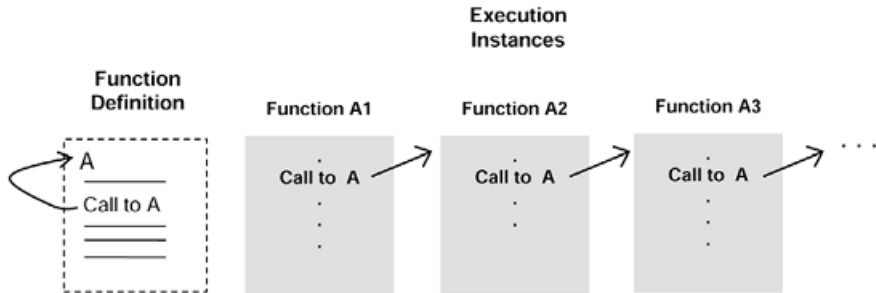 Execution
Instances
Function
Definition
Function A1
Function A2
Function A3
A
Call to A
Call to A
Call to A
Call to A
. . .